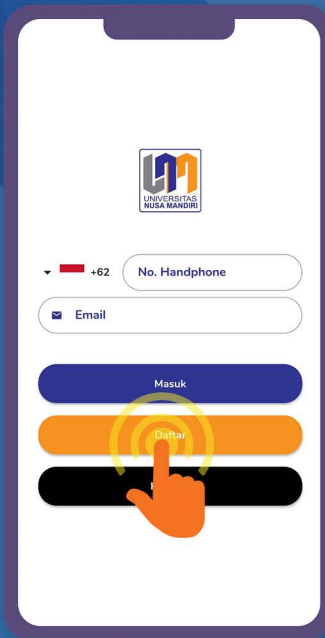 UNIVERSITAS
NUSA MANDIRI
+62 No. Handphone
Email
Masuk
Daftar